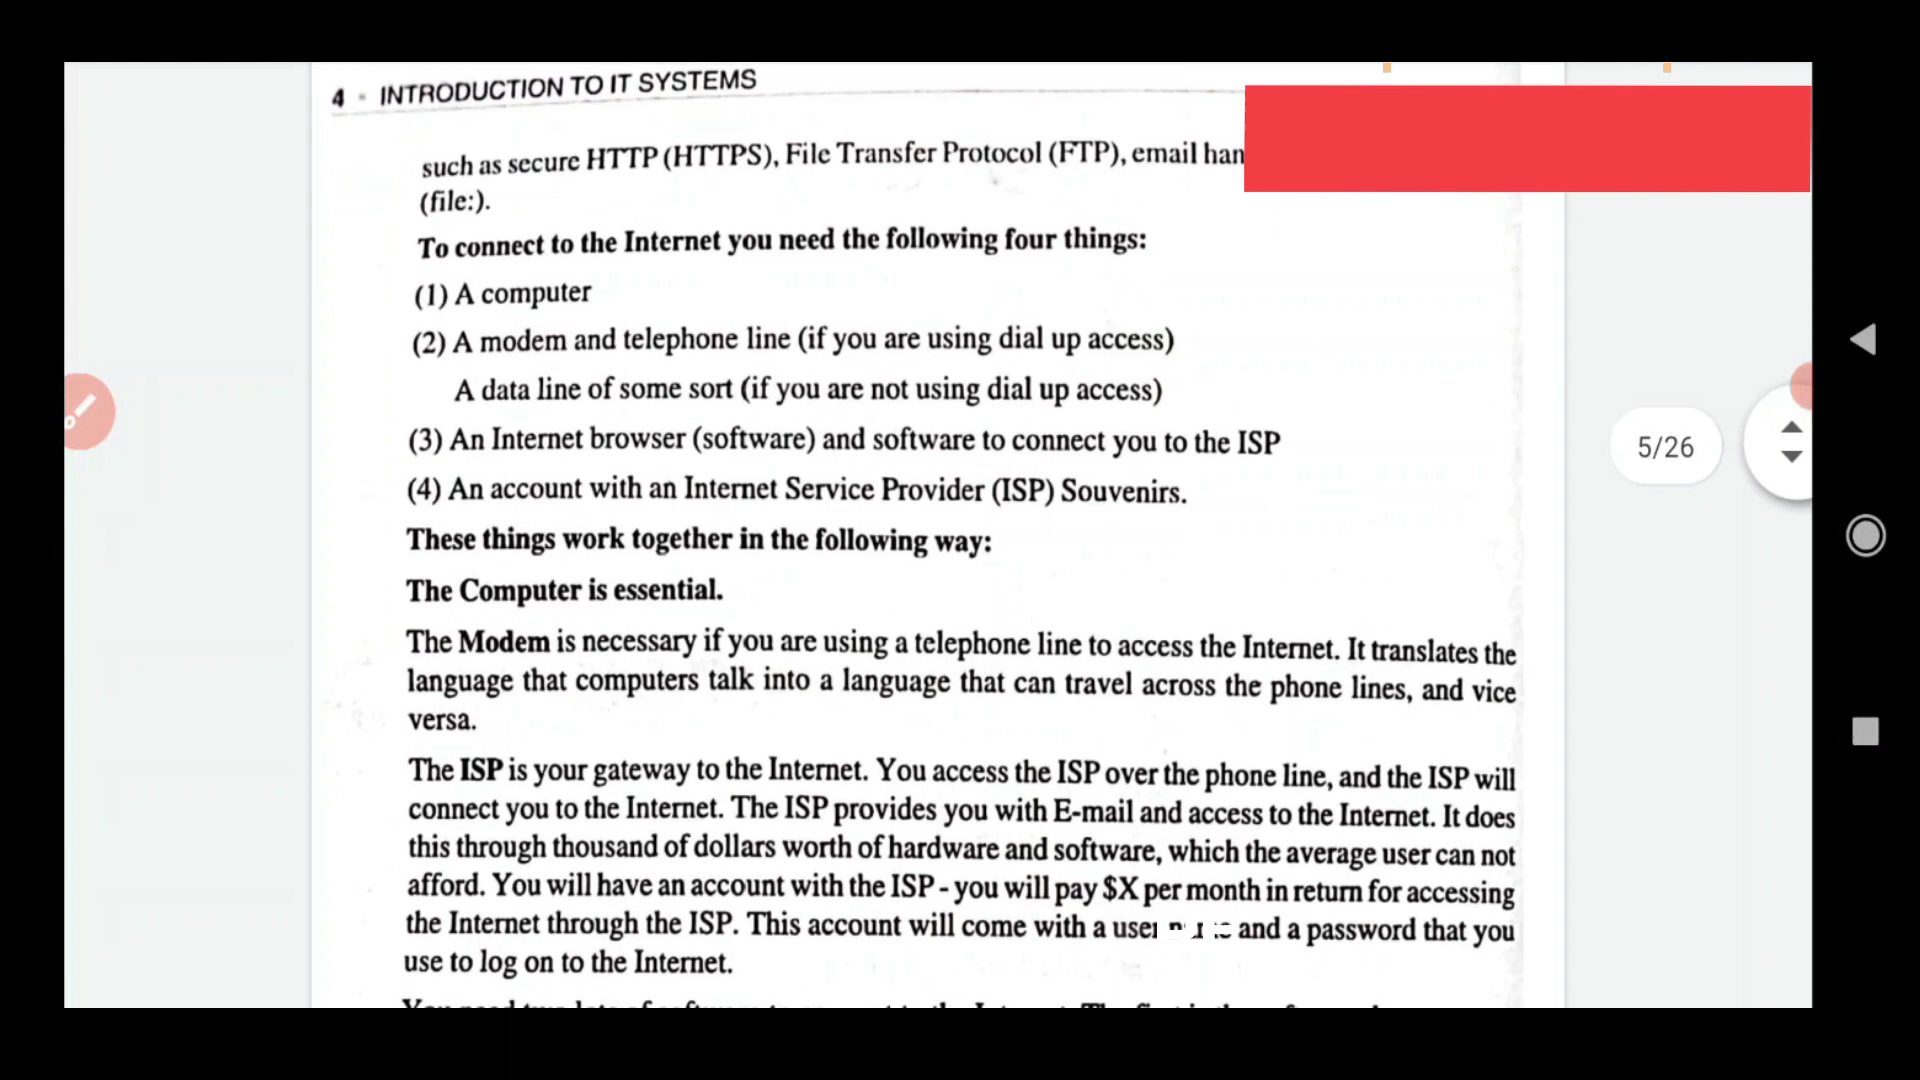 4 - INTRODUCTION TO IT SYSTEMS
such as secure HTTP (HTTPS), File Transfer Protocol (FTP), email
(file:).
To connect to the Internet you need the following four things:
(1) A computer
(2) A modem and telephone line (if you are using dial up access)
A data line of some sort (if you are not using dial up access)
(3) An Internet browser (software) and software to connect you to the ISP
(4) An account with an Internet Service Provider (ISP) Souvenirs.
These things work together in the following way:
The Computer is essential.
The Modem is necessary if you are using a telephone line to access the Internet. It translates the
language that computers talk into a language that can travel across the phone lines, and vice
versa.
The ISP is your gateway to the Internet. You access the ISP over the phone line, and the ISP will
connect you to the Internet. The ISP provides you with E-mail and access to the Internet. It does
this through thousand of dollars worth of hardware and software, which the average user can not
afford. You will have an account with the ISP - you will pay $X per month in return for accessing
the Internet through the ISP. This account will come with a user and a password that you
use to log on to the Internet.
5/26